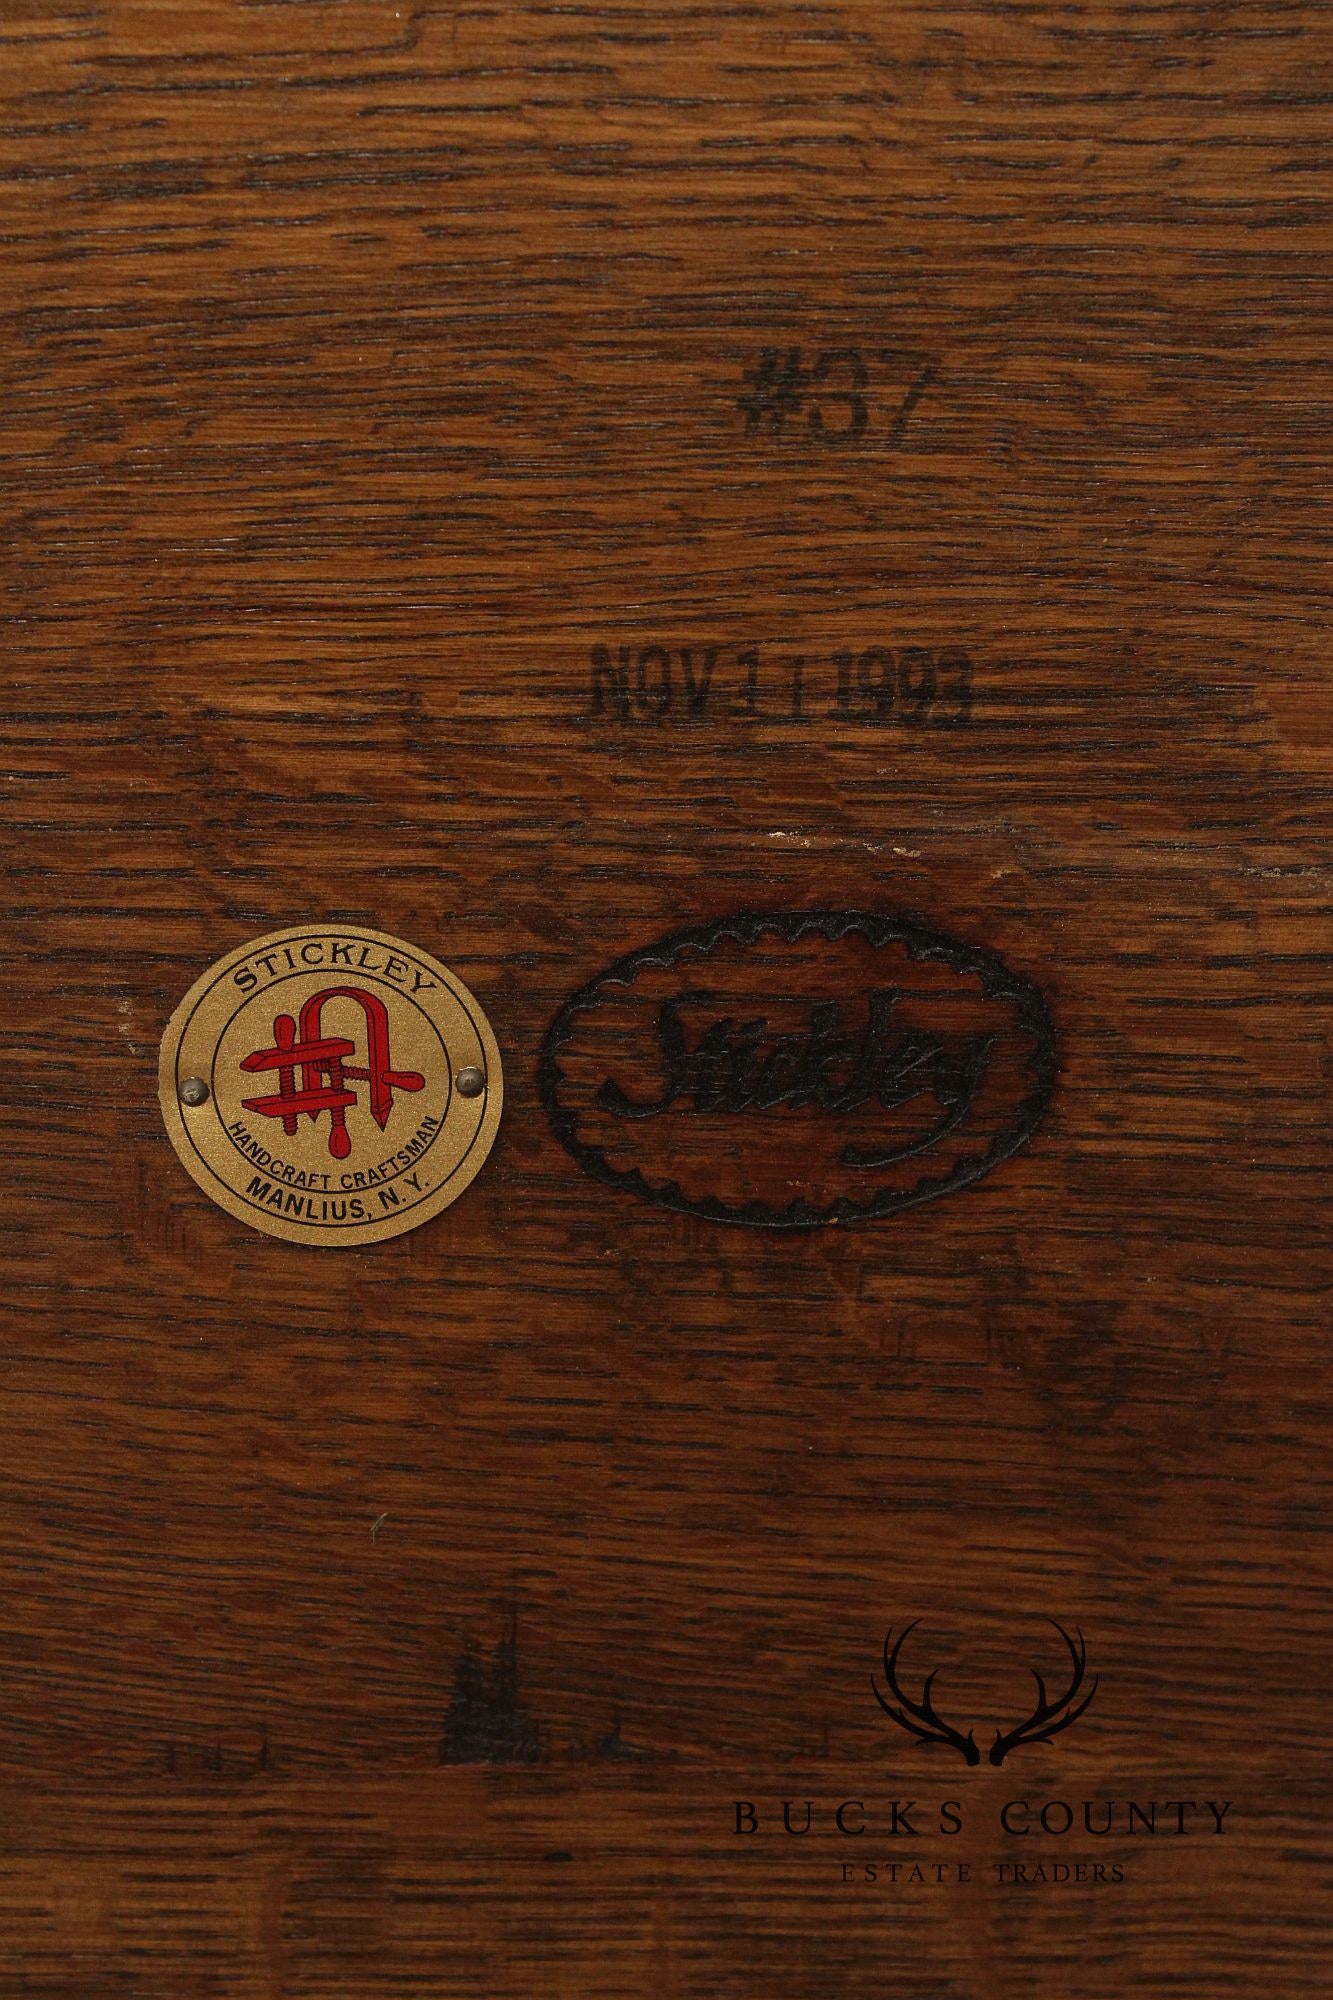 #37
NOV 11 1993
STICKLEY
HANDCRAFT CRAFTSMAN
MANLIUS, N.Y.
Stickley
BUCKS COUNTY
ESTATE TRADERS